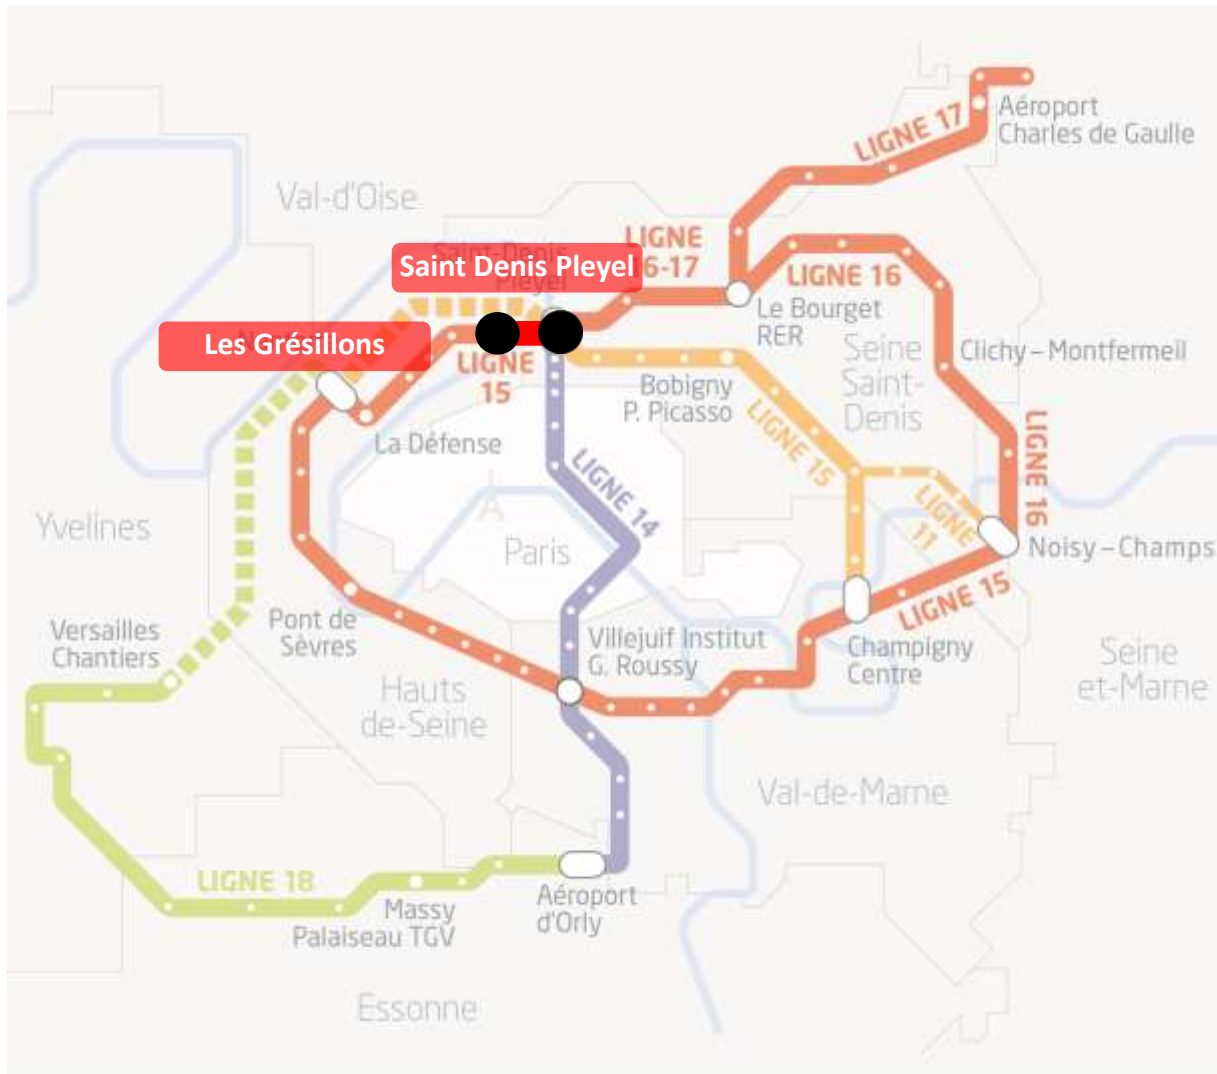 Aéroport
Charles de Gaulle
LIGNE 17
Val-d'Oise
LIGNE
6-17
Saint-Denis
Pleyel
Saint Denis Pleyel
LIGNE 16
Le Bourget
RER
Les Grésillons
LIGNE
15
Seine
Saint-
Denis
Clichy – Montfermeil
Bobigny
P. Picasso
La Défense
LIGNE 15
LIGNE 16
LIGNE 14
LIGNE
11
Yvelines
Paris
Noisy – Champs
LIGNE 15
Pont de
Sèvres
Versailles
Chantiers
Villejuif Institut
G. Roussy
Champigny
Centre
Seine
et-Marne
Hauts
de-Seine
Val-de-Marne
LIGNE 18
Massy
Palaiseau TGV
Aéroport
d'Orly
Essonne